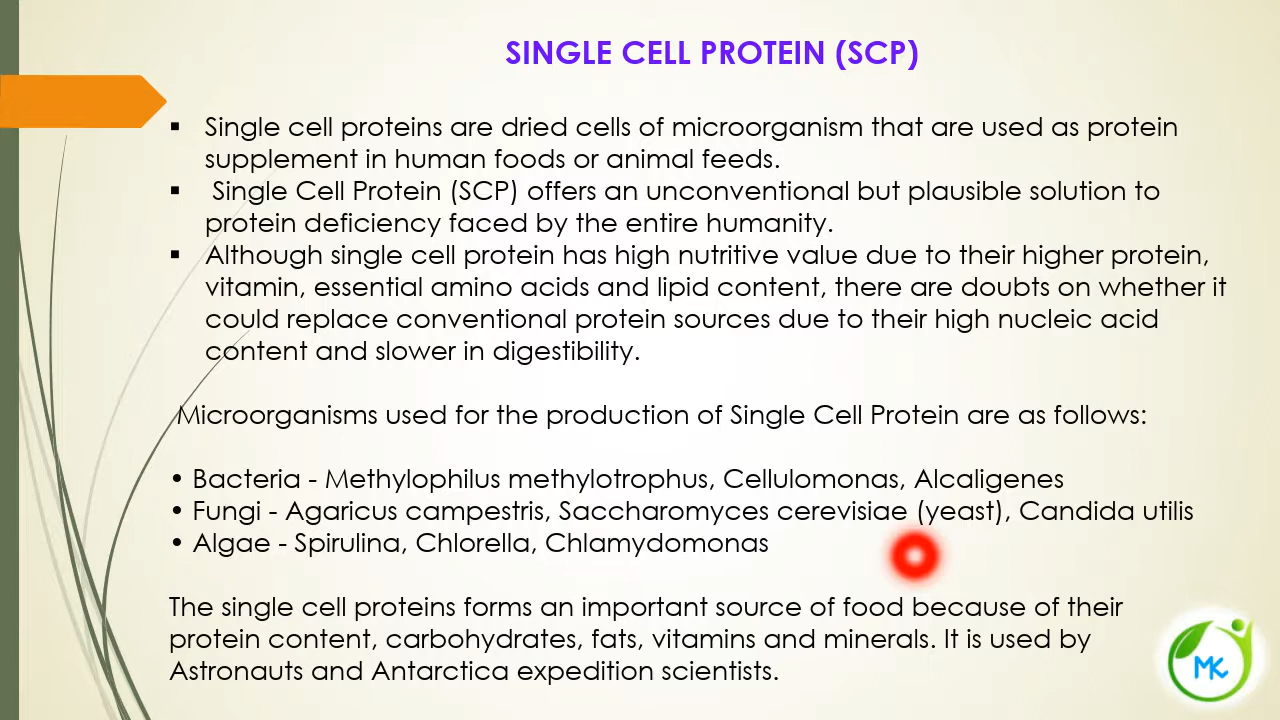 SINGLE CELL PROTEIN (SCP)
▪ Single cell proteins are dried cells of microorganism that are used as protein
supplement in human foods or animal feeds.
▪ Single Cell Protein (SCP) offers an unconventional but plausible solution to
protein deficiency faced by the entire humanity.
▪ Although single cell protein has high nutritive value due to their higher protein,
vitamin, essential amino acids and lipid content, there are doubts on whether it
could replace conventional protein sources due to their high nucleic acid
content and slower in digestibility.
Microorganisms used for the production of Single Cell Protein are as follows:
• Bacteria - Methylophilus methylotrophus, Cellulomonas, Alcaligenes
• Fungi - Agaricus campestris, Saccharomyces cerevisiae (yeast), Candida utilis
• Algae - Spirulina, Chlorella, Chlamydomonas
The single cell proteins forms an important source of food because of their
protein content, carbohydrates, fats, vitamins and minerals. It is used by
Astronauts and Antarctica expedition scientists.
MK